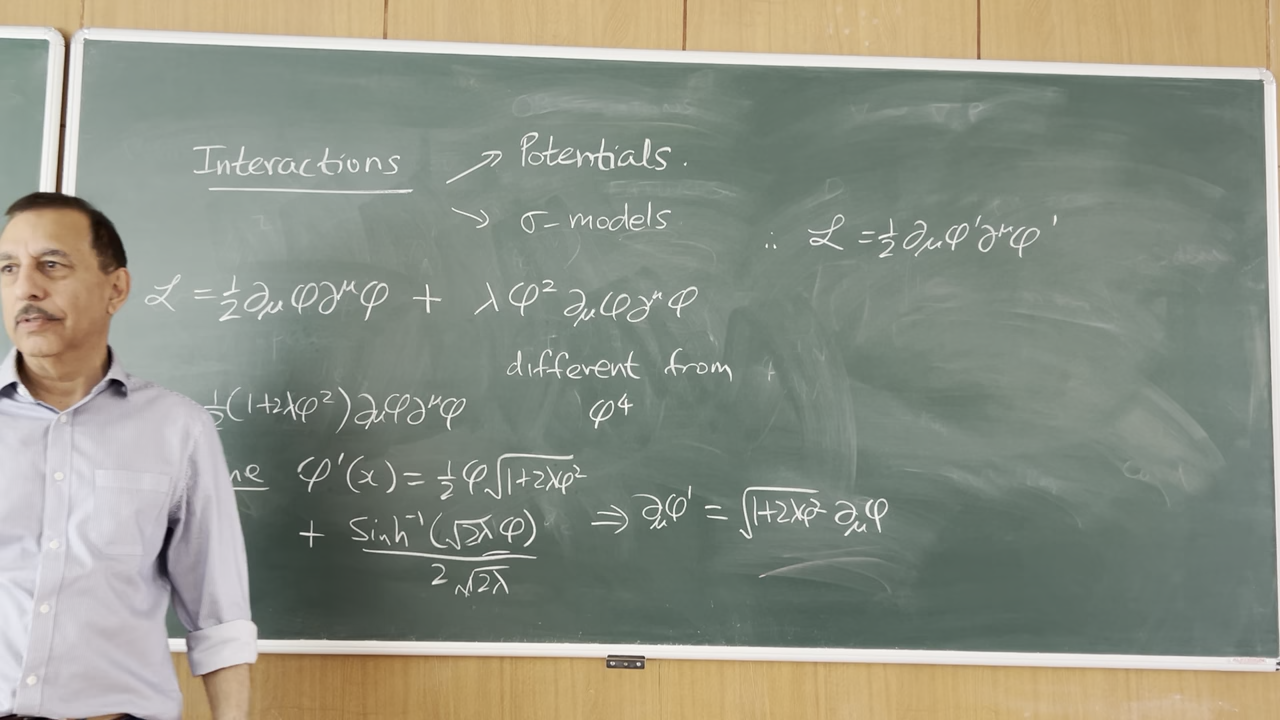 Interactions ↗ Potentials.
↘ σ-models
∴ ℒ = ½ ∂μφ'∂^μφ'
ℒ = ½ ∂μφ∂^μφ + λφ² ∂μφ∂^μφ
different from
φ⁴
½(1+2λφ²)∂μφ∂^μφ
φ'(x) = ½ φ√(1+2λφ²)
+ Sinh⁻¹(√2λ φ) / 2√2λ ⇒ ∂μφ' = √(1+2λφ²) ∂μφ